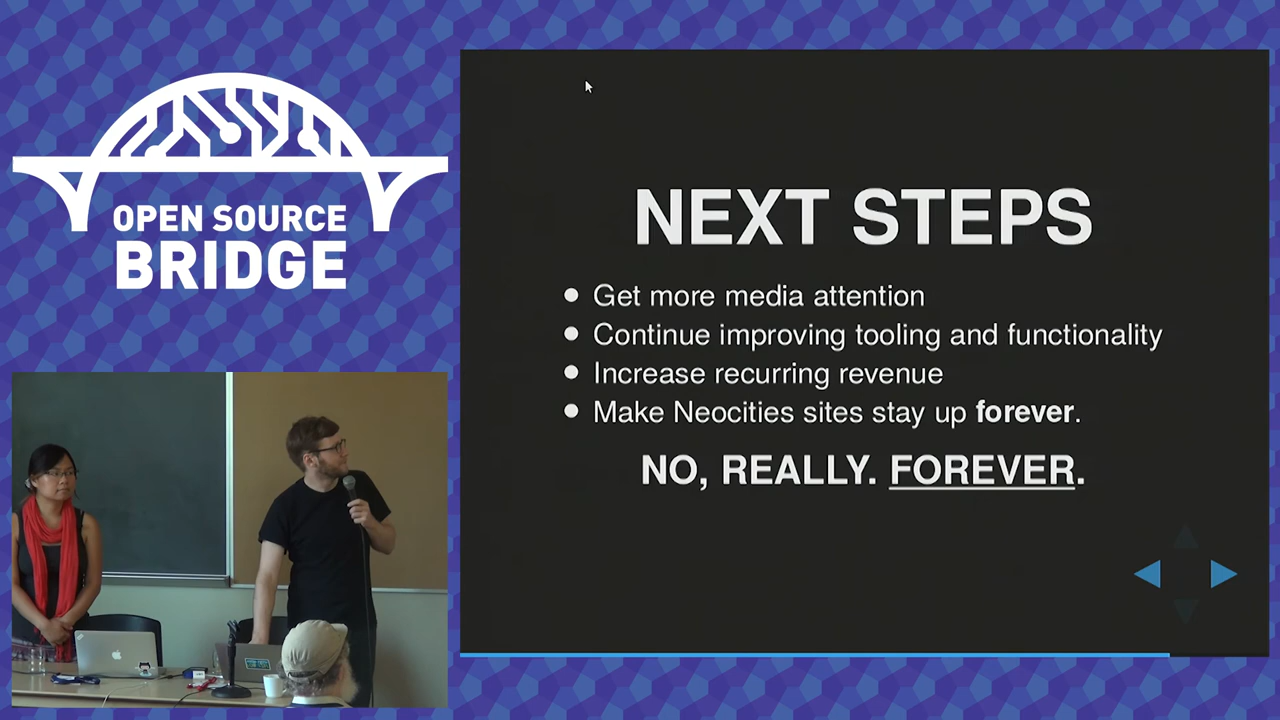 OPEN SOURCE
BRIDGE
NEXT STEPS
Get more media attention
Continue improving tooling and functionality
Increase recurring revenue
Make Neocities sites stay up forever.
NO, REALLY. FOREVER.